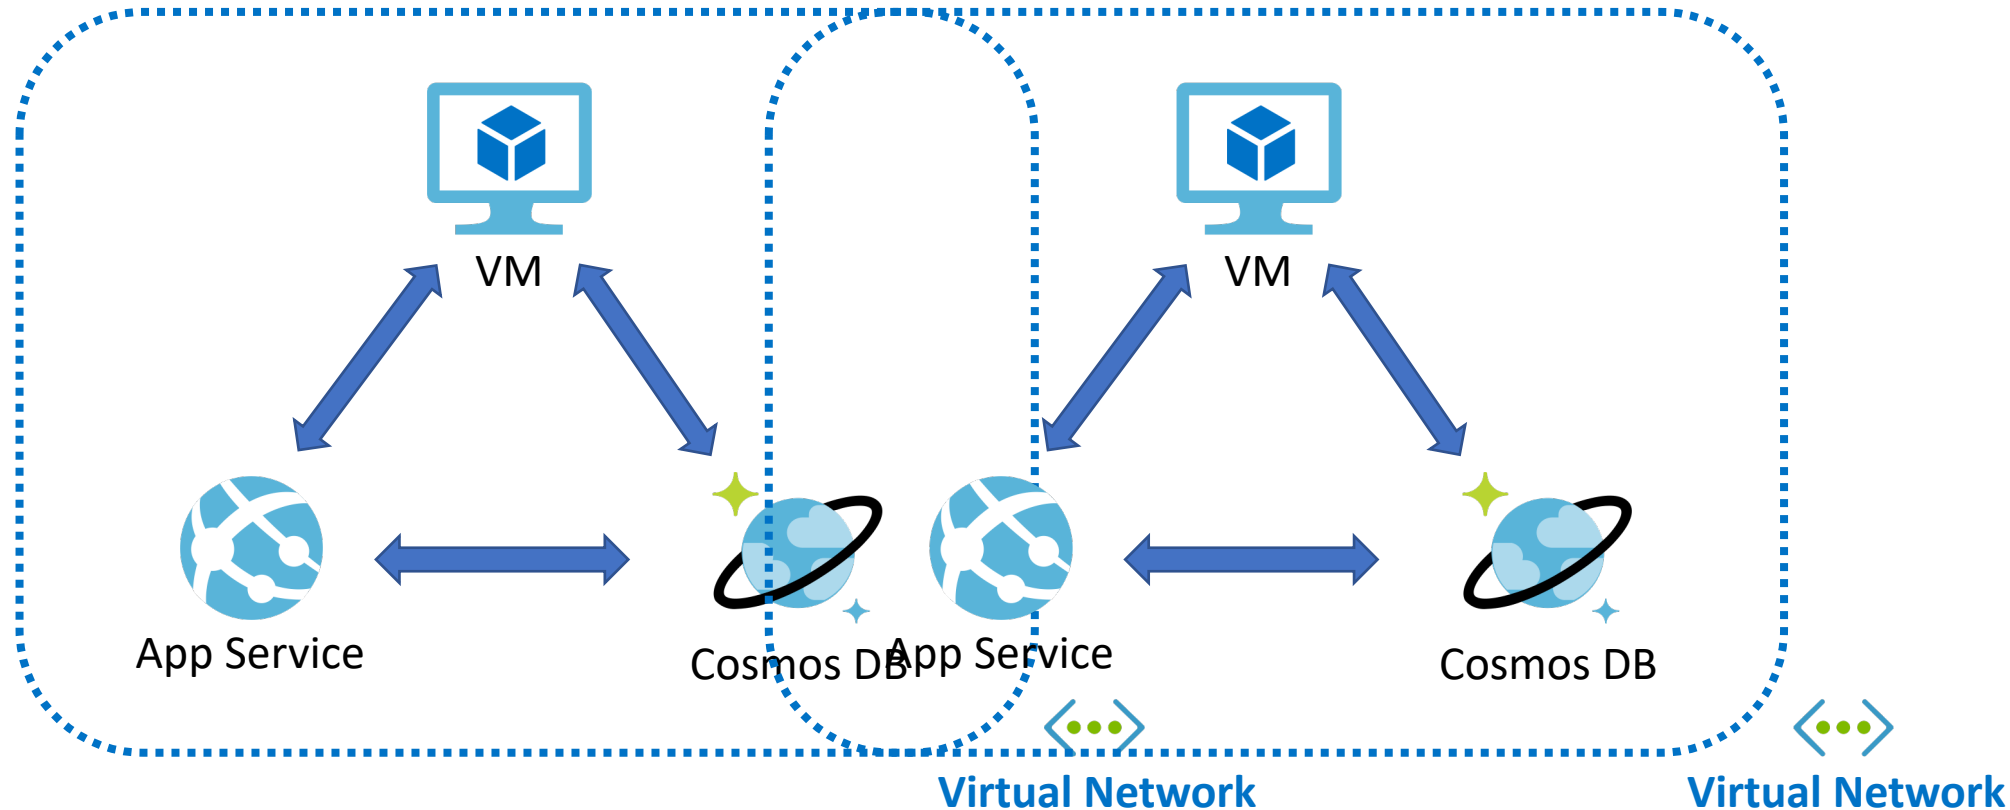 VM
VM
App Service
Cosmos DB
App Service
Cosmos DB
Virtual Network
Virtual Network